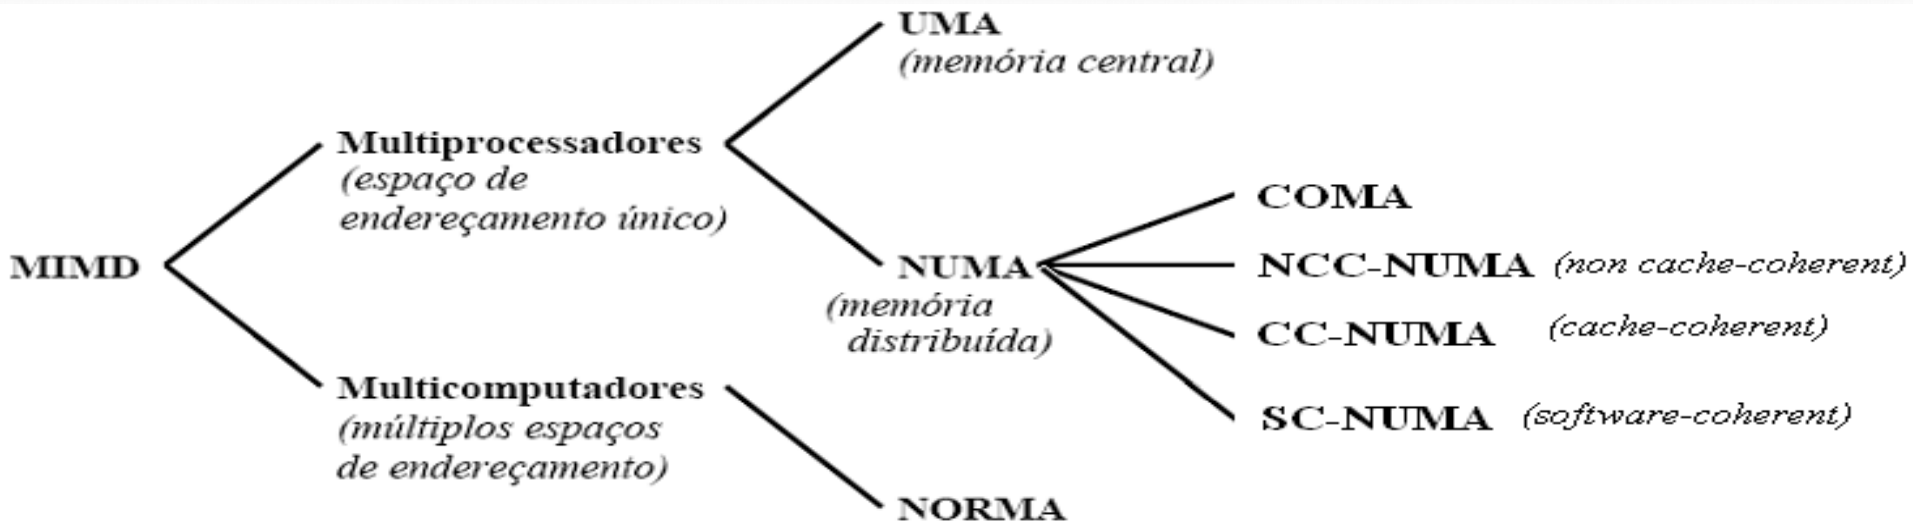 UMA
(memória central)
Multiprocessadores
(espaço de
endereçamento único)
MIMD
NUMA
(memória
distribuída)
COMA
NCC-NUMA (non cache-coherent)
CC-NUMA (cache-coherent)
SC-NUMA (software-coherent)
Multicomputadores
(múltiplos espaços
de endereçamento)
NORMA